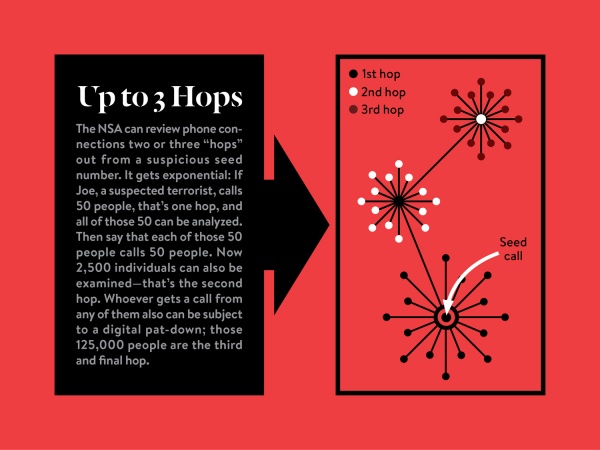 Up to 3 Hops
The NSA can review phone con-
nections two or three “hops”
out from a suspicious seed
number. It gets exponential: If
Joe, a suspected terrorist, calls
50 people, that’s one hop, and
all of those 50 can be analyzed.
Then say that each of those 50
people calls 50 people. Now
2,500 individuals can also be
examined—that’s the second
hop. Whoever gets a call from
any of them also can be subject
to a digital pat-down; those
125,000 people are the third
and final hop.
1st hop
2nd hop
3rd hop
Seed
call